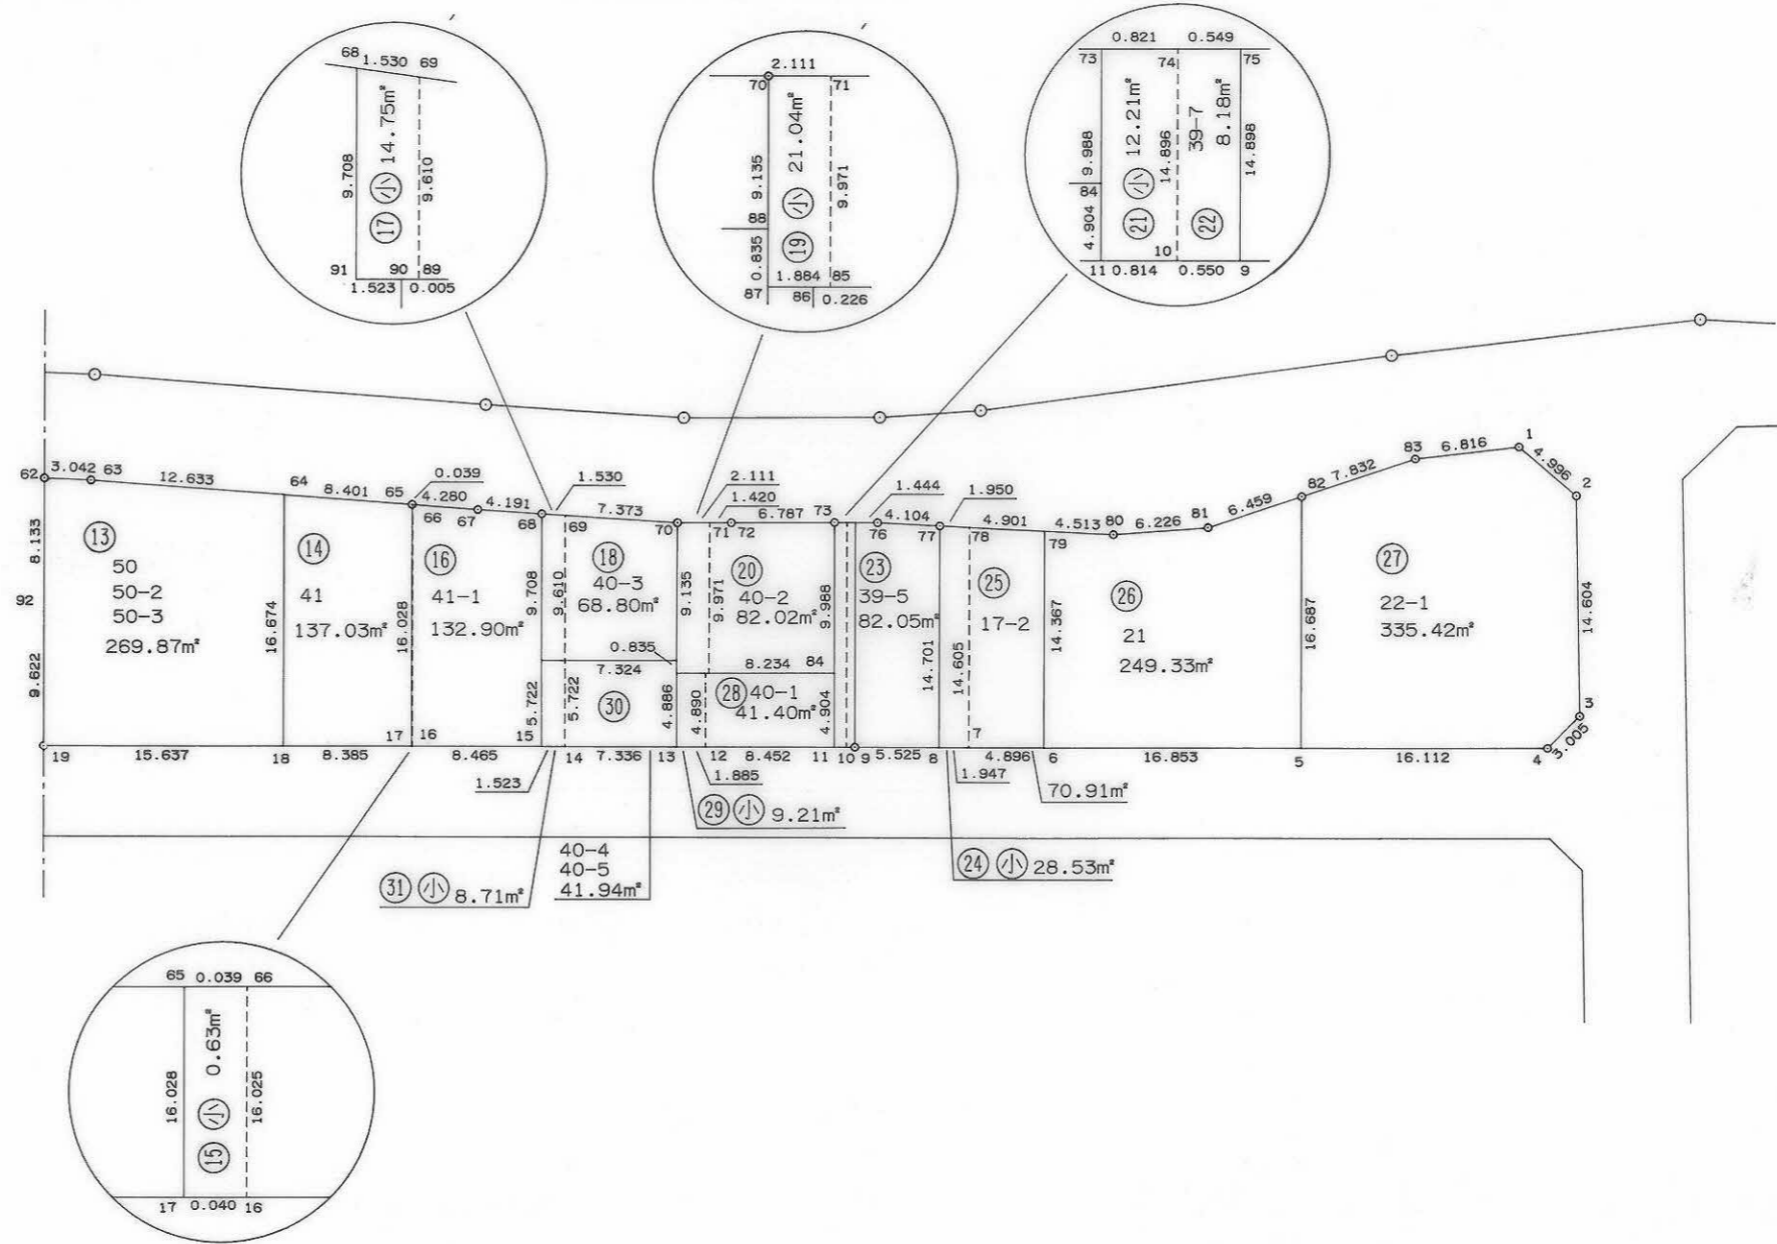 68 1.530 69
9.708
⑰ 小 14.75m²
9.610
91 90 89
1.523 0.005
2.111
70 71
9.135
88
0.835
⑲ 小 21.04m²
9.971
1.884 85
87 86 0.226
0.821 0.549
73 74 75
9.988
84
4.904
㉑ 小 12.21m²
14.896
㉒ 39-7
8.18m²
14.898
10
11 0.814 0.550 9
62 3.042 63 12.633 64 8.401 65
0.039
4.280
66 67 4.191 68
1.530
69 7.373 70
2.111
1.420
71 72 6.787 73
1.444
76 4.104 77
1.950
78 4.901 79 4.513 80 6.226 81 6.459 82 7.832 83 6.816 1
4.996
2
14.604
3
3.005
4
8.133
92
9.622
⑬
50
50-2
50-3
269.87m²
16.674
⑭
41
137.03m²
16.028
⑯
41-1
132.90m²
9.708
9.610
⑱
40-3
68.80m²
9.135
0.835
7.324
9.971
⑳
40-2
82.02m²
9.988
8.234 84
㉓
39-5
82.05m²
14.701
14.605
㉕
17-2
14.367
㉖
21
249.33m²
16.687
㉗
22-1
335.42m²
5.722
5.722
㉚
4.886
4.890
㉘ 40-1
41.40m²
4.904
19 15.637 18 8.385 17 16 8.465 15
14 7.336 13 12 8.452 11 10 9 5.525 8
7
4.896 6 16.853 5 16.112
1.523
1.885
1.947
70.91m²
㉙ 小 9.21m²
40-4
40-5
41.94m²
㉛ 小 8.71m²
㉔ 小 28.53m²
65 0.039 66
16.028
⑮ 小 0.63m²
16.025
17 0.040 16